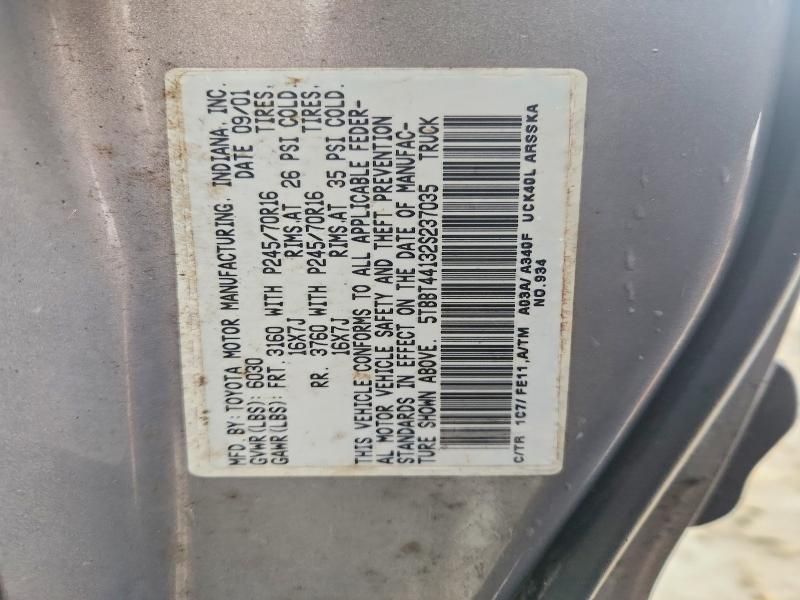 MFD.BY:TOYOTA MOTOR MANUFACTURING, INDIANA, INC.
GVWR(LBS): 6030 DATE 09/01
GAWR(LBS): FRT. 3160 WITH P245/70R16 TIRES,
16X7J RIMS,AT 26 PSI COLD.
RR. 3760 WITH P245/70R16 TIRES,
16X7J RIMS,AT 35 PSI COLD.
THIS VEHICLE CONFORMS TO ALL APPLICABLE FEDER-
AL MOTOR VEHICLE SAFETY AND THEFT PREVENTION
STANDARDS IN EFFECT ON THE DATE OF MANUFAC-
TURE SHOWN ABOVE. 5TBBT44132S237035 TRUCK
C/TR 1C7/FE11,A/TM A03A/A340F UCK40L ARSSKA
NO.934